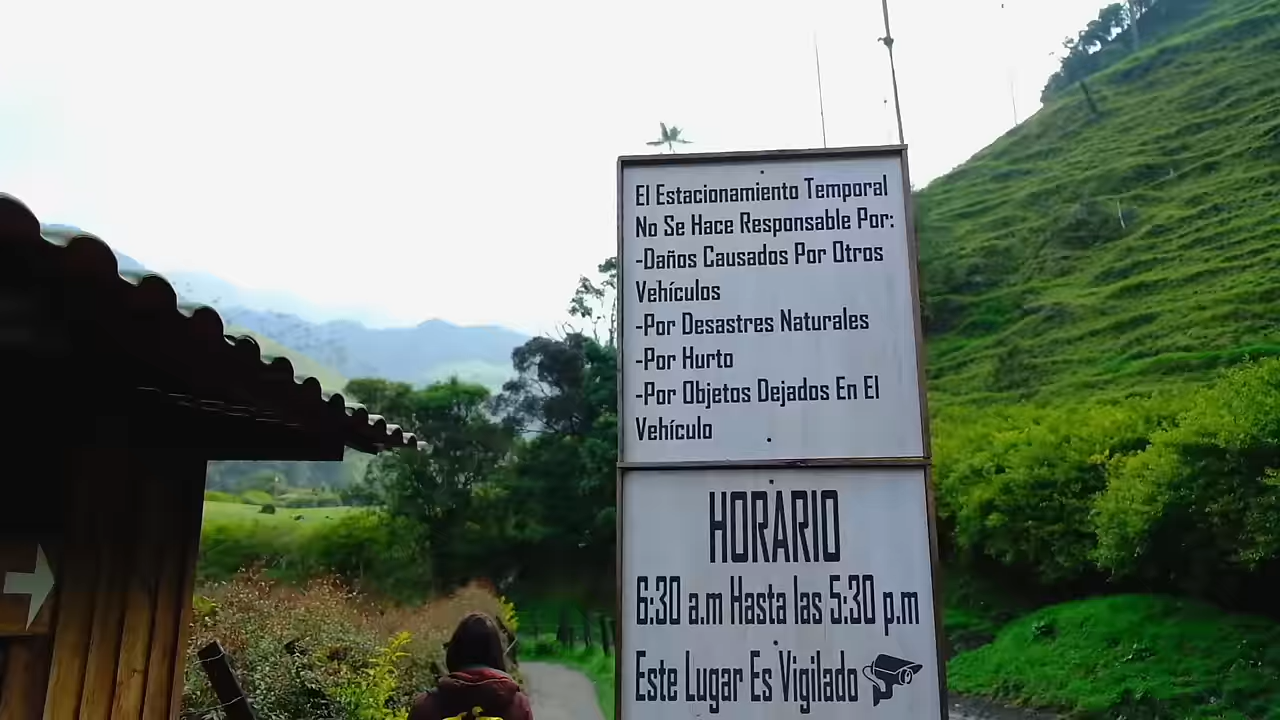 El Estacionamiento Temporal
No Se Hace Responsable Por:
-Daños Causados Por Otros
Vehículos
-Por Desastres Naturales
-Por Hurto
-Por Objetos Dejados En El
Vehículo
HORARIO
6:30 a.m Hasta las 5:30 p.m
Este Lugar Es Vigilado